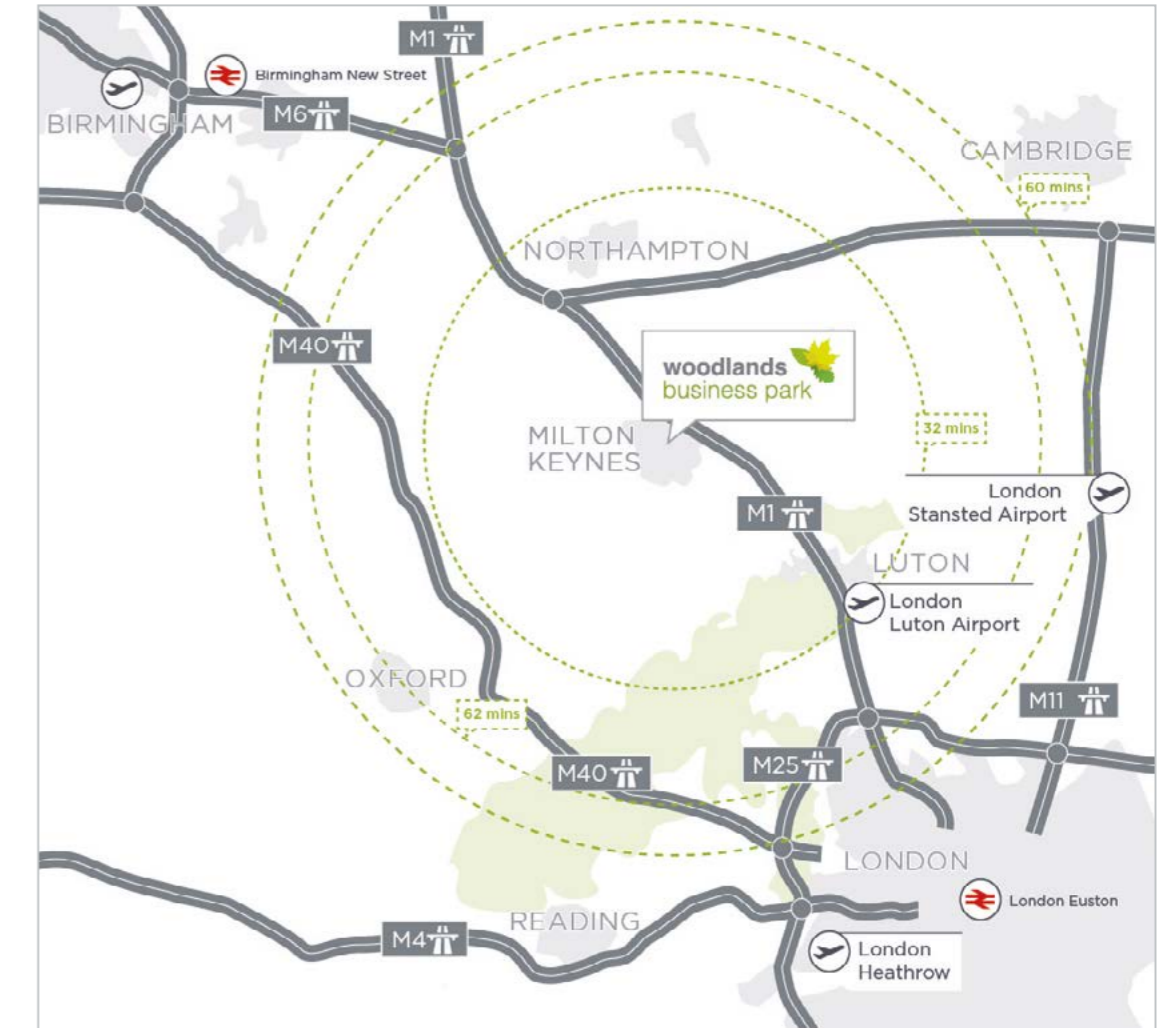 M1
Birmingham New Street
BIRMINGHAM
M6
CAMBRIDGE
60 mins
NORTHAMPTON
M40
woodlands
business park
MILTON
KEYNES
32 mins
London
Stansted Airport
M1
LUTON
London
Luton Airport
OXFORD
62 mins
M11
M40
M25
LONDON
London Euston
READING
M4
London
Heathrow